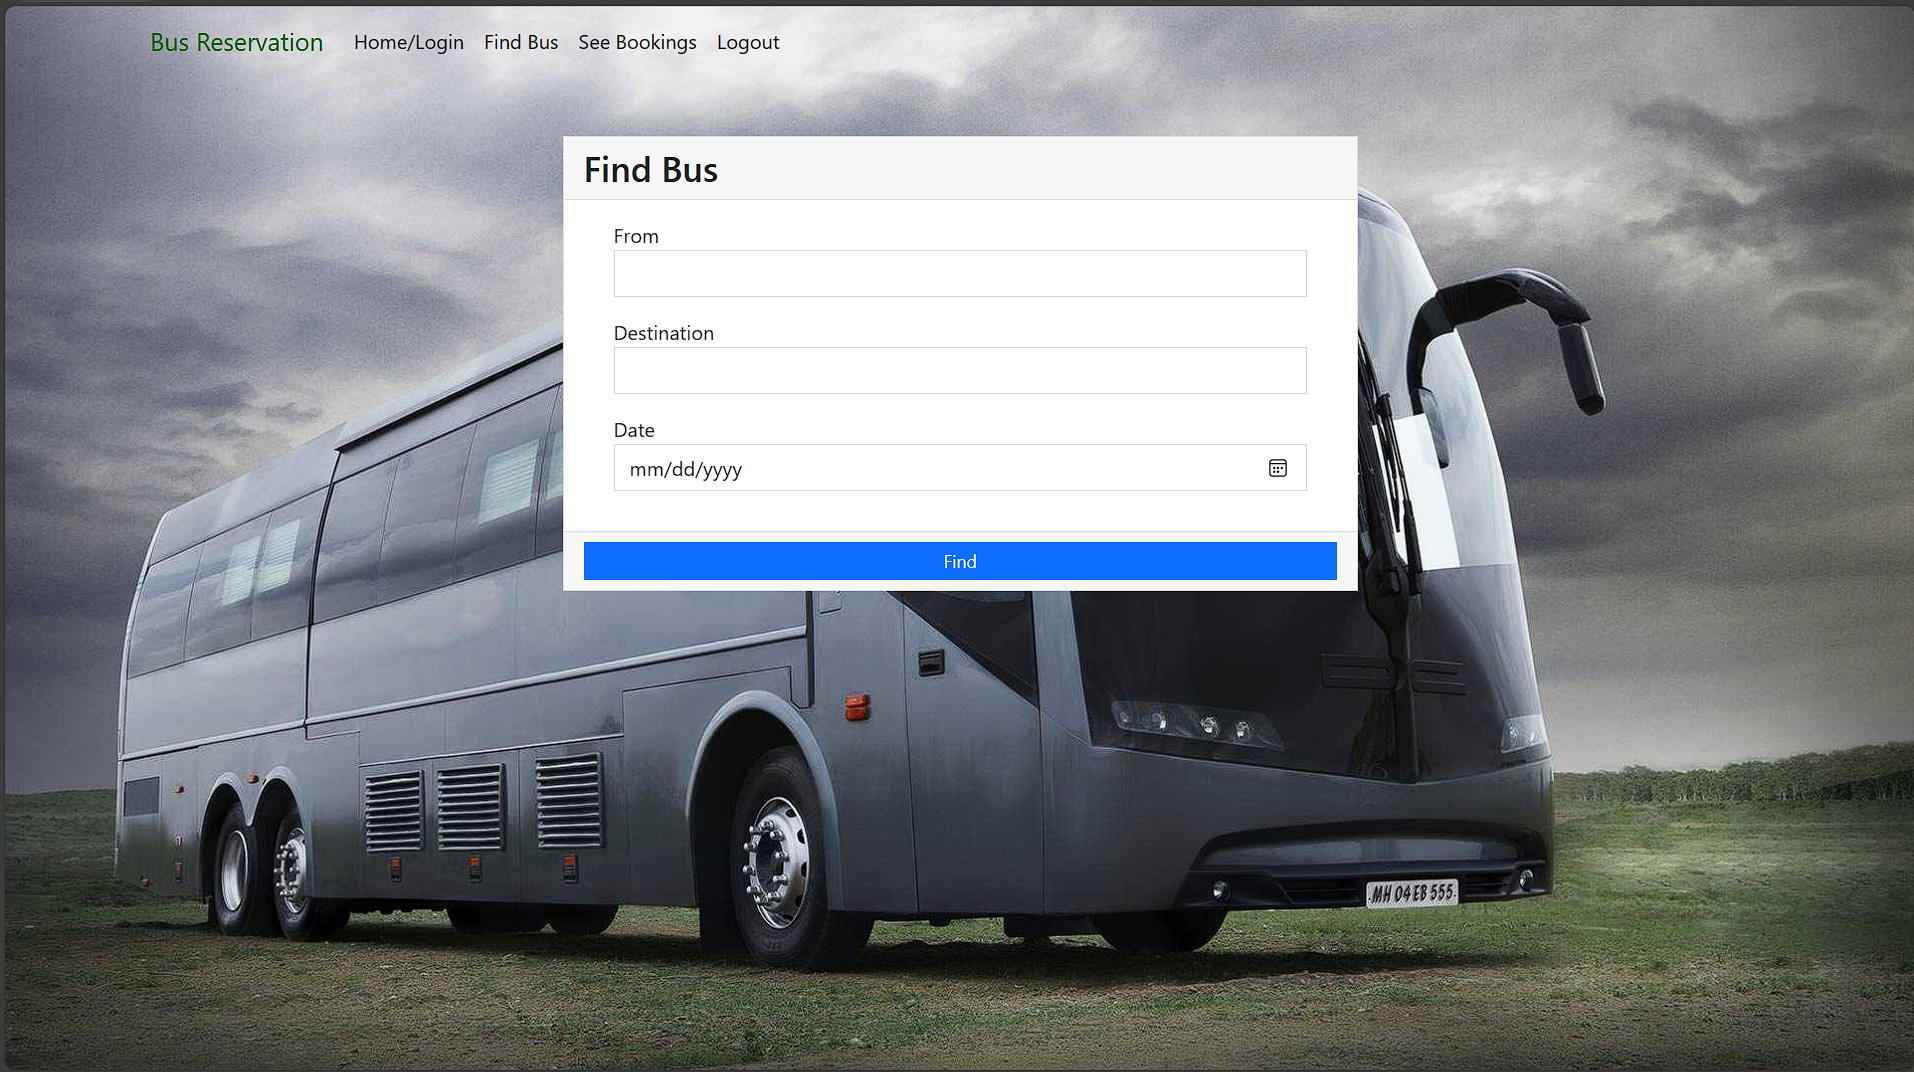 Bus Reservation Home/Login Find Bus See Bookings Logout
Find Bus
From
Destination
Date
mm/dd/yyyy
Find
MH 04 EB 555